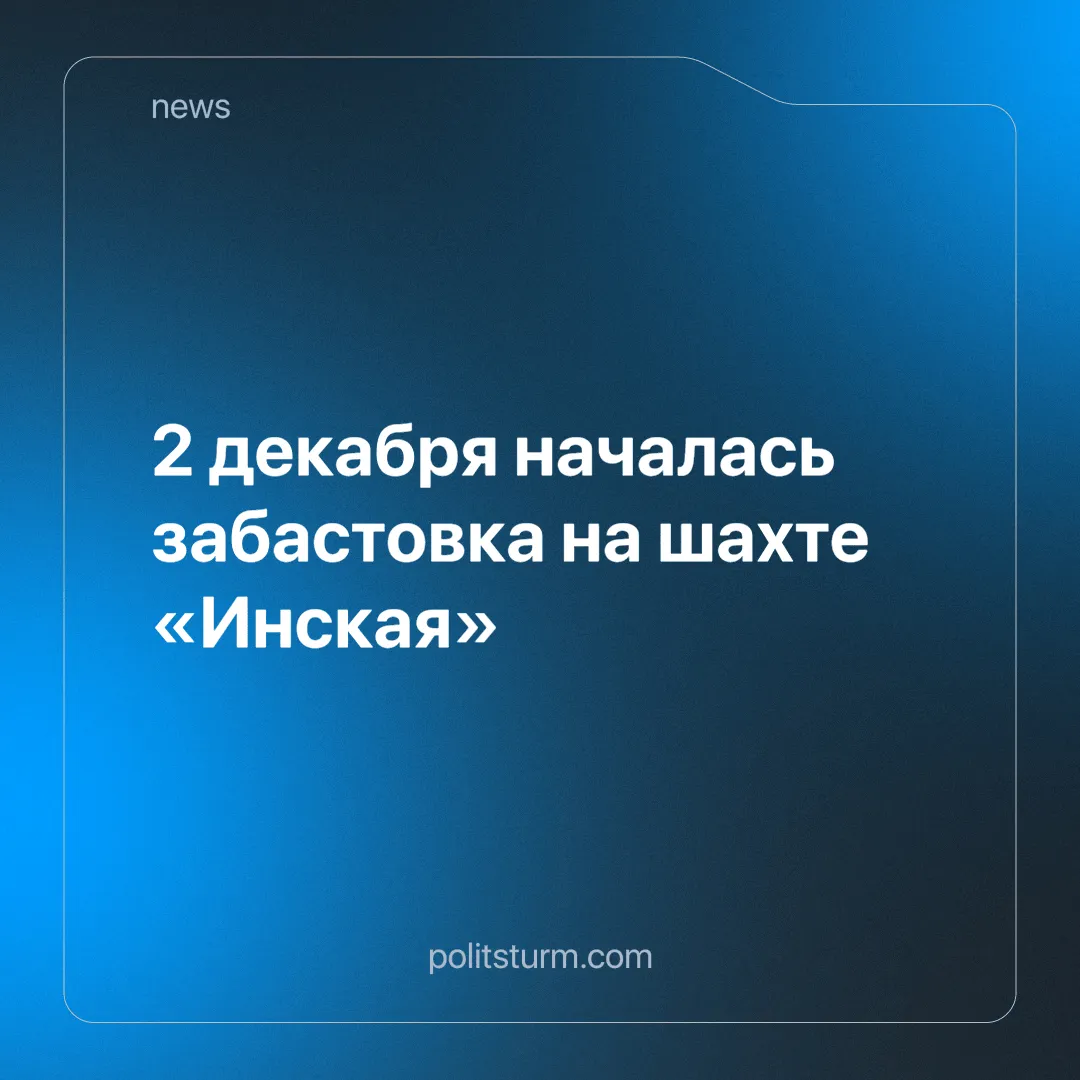 news
2 декабря началась
забастовка на шахте
«Инская»
politsturm.com